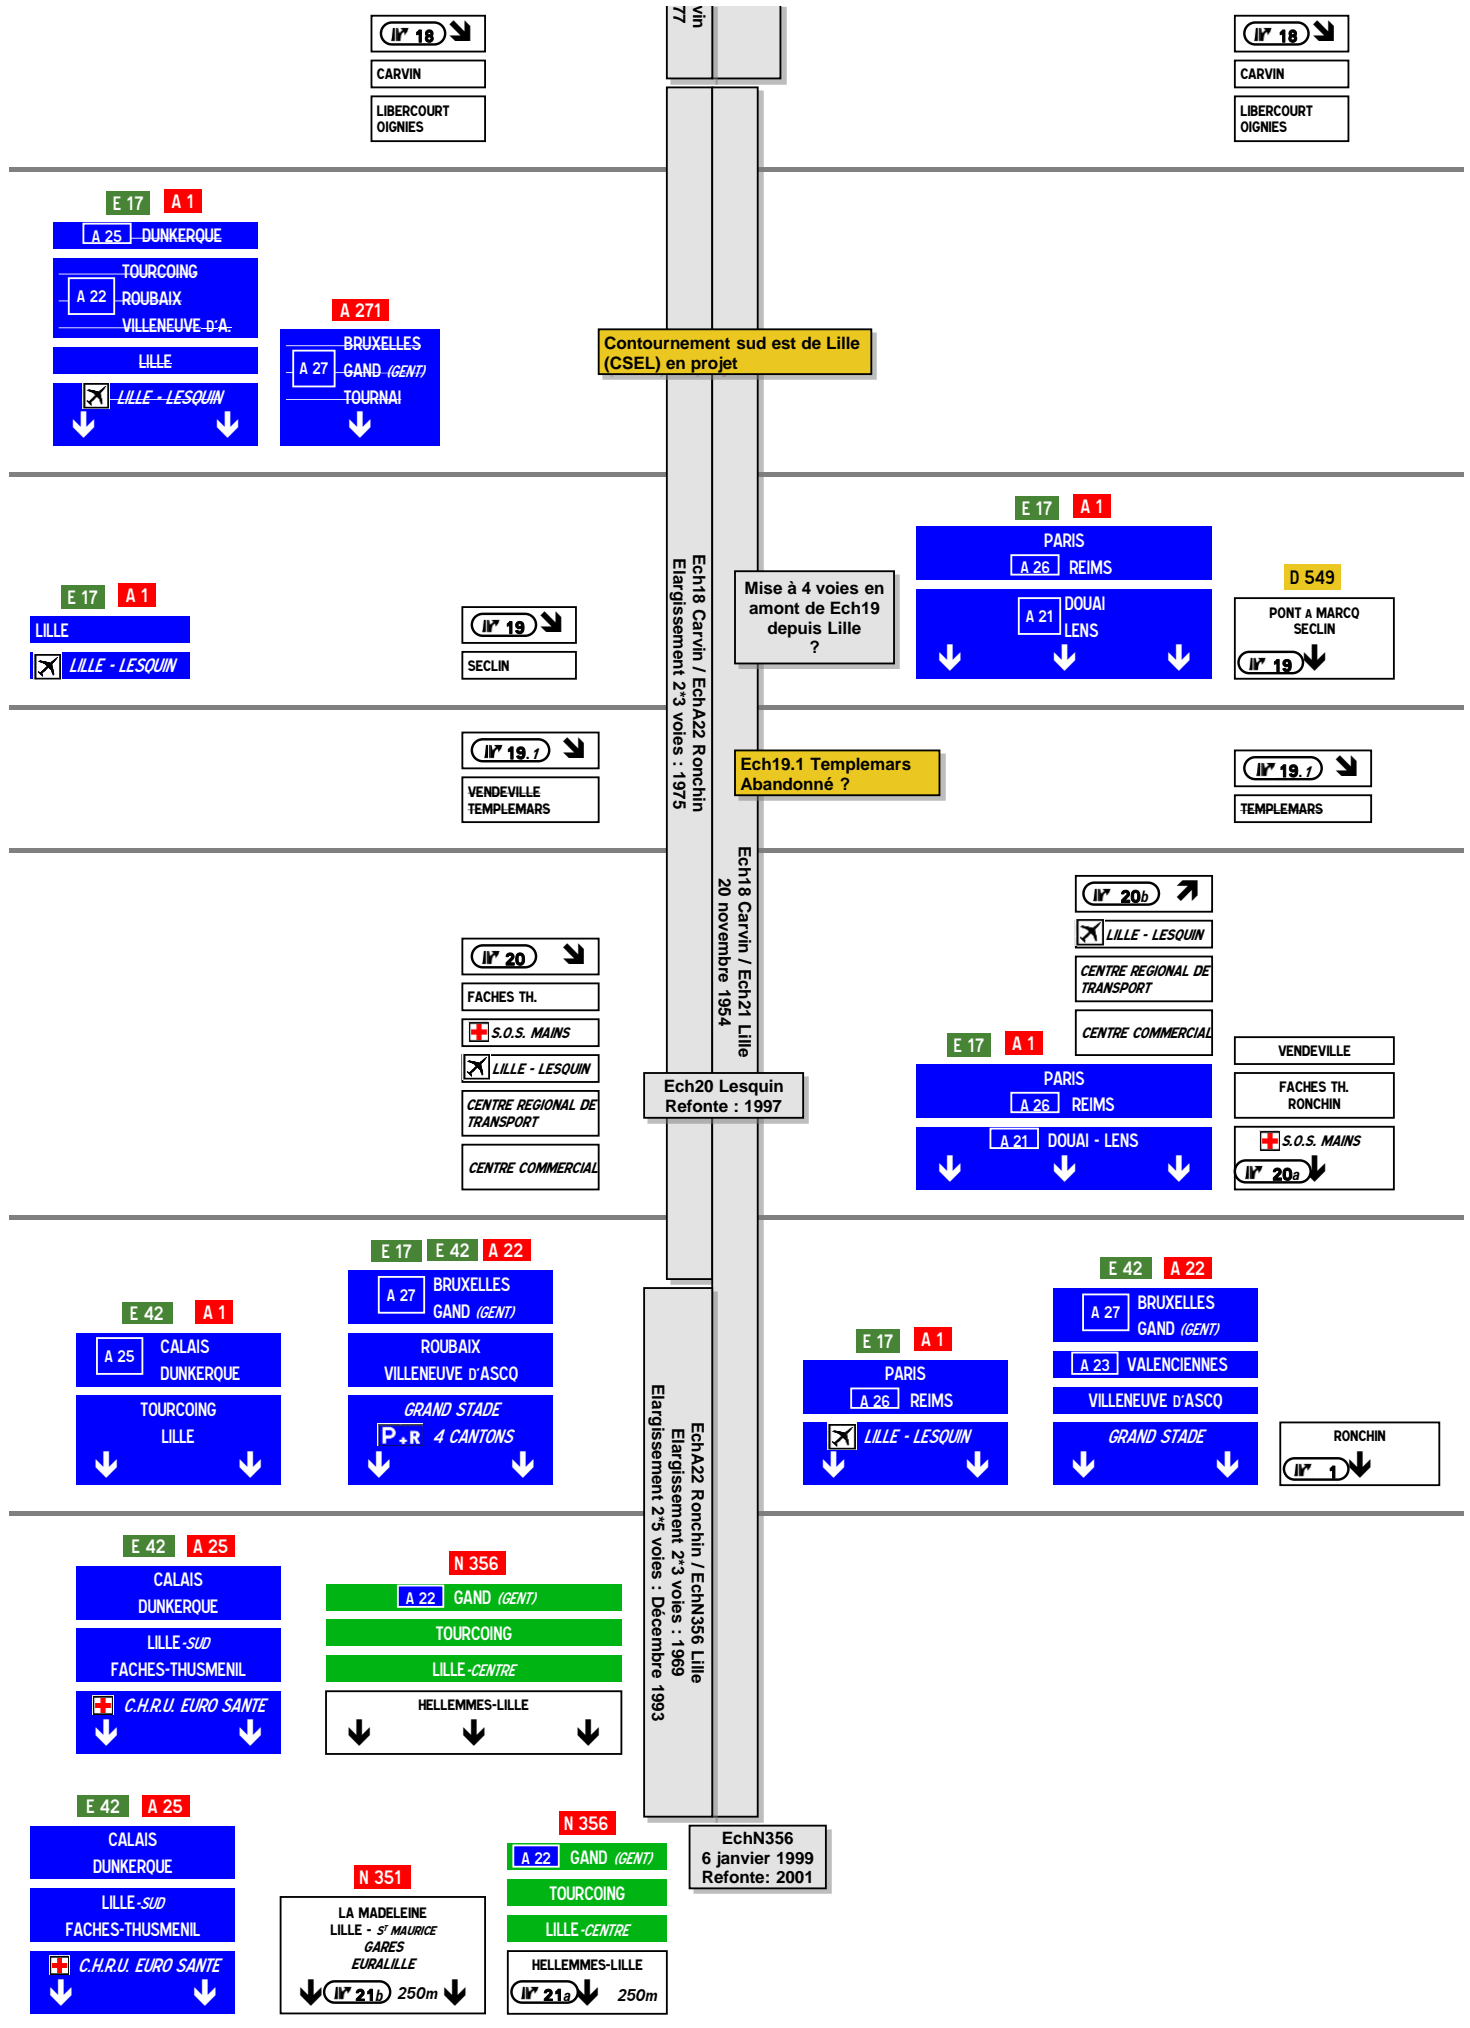 vin
77
18
CARVIN
LIBERCOURT
OIGNIES
18
CARVIN
LIBERCOURT
OIGNIES
E 17 A 1
A 25 DUNKERQUE
TOURCOING
A 22 ROUBAIX
VILLENEUVE D'A.
LILLE
LILLE - LESQUIN
A 271
BRUXELLES
A 27 GAND (GENT)
TOURNAI
Contournement sud est de Lille
(CSEL) en projet
E 17 A 1
LILLE
LILLE - LESQUIN
19
SECLIN
Ech18 Carvin / EchA22 Ronchin
Elargissement 2*3 voies : 1975
Mise à 4 voies en
amont de Ech19
depuis Lille
?
E 17 A 1
PARIS
A 26 REIMS
A 21 DOUAI
LENS
D 549
PONT A MARCQ
SECLIN
19
19.1
VENDEVILLE
TEMPLEMARS
Ech19.1 Templemars
Abandonné ?
19.1
TEMPLEMARS
Ech18 Carvin / Ech21 Lille
20 novembre 1954
20
FACHES TH.
S.O.S. MAINS
LILLE - LESQUIN
CENTRE REGIONAL DE
TRANSPORT
CENTRE COMMERCIAL
Ech20 Lesquin
Refonte : 1997
20b
LILLE - LESQUIN
CENTRE REGIONAL DE
TRANSPORT
CENTRE COMMERCIAL
E 17 A 1
PARIS
A 26 REIMS
A 21 DOUAI - LENS
VENDEVILLE
FACHES TH.
RONCHIN
S.O.S. MAINS
20a
E 42 A 1
A 25 CALAIS
DUNKERQUE
TOURCOING
LILLE
E 17 E 42 A 22
A 27 BRUXELLES
GAND (GENT)
ROUBAIX
VILLENEUVE D'ASCQ
GRAND STADE
P+R 4 CANTONS
EchA22 Ronchin / EchN356 Lille
Elargissement 2*3 voies : 1969
Elargissement 2*5 voies : Décembre 1993
E 17 A 1
PARIS
A 26 REIMS
LILLE - LESQUIN
E 42 A 22
A 27 BRUXELLES
GAND (GENT)
A 23 VALENCIENNES
VILLENEUVE D'ASCQ
GRAND STADE
RONCHIN
1
E 42 A 25
CALAIS
DUNKERQUE
LILLE-SUD
FACHES-THUSMENIL
C.H.R.U. EURO SANTE
N 356
A 22 GAND (GENT)
TOURCOING
LILLE-CENTRE
HELLEMMES-LILLE
E 42 A 25
CALAIS
DUNKERQUE
LILLE-SUD
FACHES-THUSMENIL
C.H.R.U. EURO SANTE
N 351
LA MADELEINE
LILLE - ST MAURICE
GARES
EURALILLE
21b 250m
N 356
A 22 GAND (GENT)
TOURCOING
LILLE-CENTRE
HELLEMMES-LILLE
21a 250m
EchN356
6 janvier 1999
Refonte: 2001